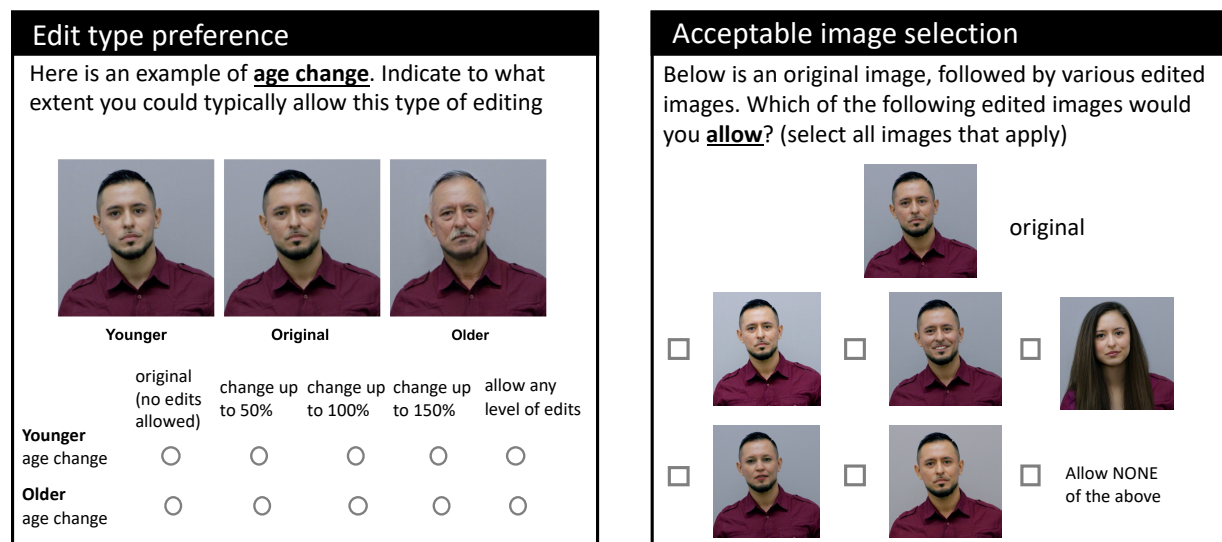 Edit type preference
Here is an example of age change. Indicate to what
extent you could typically allow this type of editing
Younger
Original
Older
original
(no edits
allowed)
change up
to 50%
change up
to 100%
change up
to 150%
allow any
level of edits
Younger
age change
Older
age change
Acceptable image selection
Below is an original image, followed by various edited
images. Which of the following edited images would
you allow? (select all images that apply)
original
Allow NONE
of the above